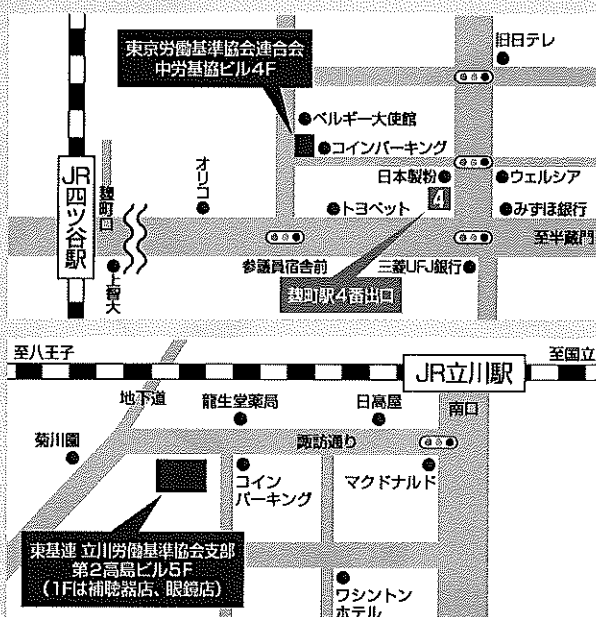 東京労働基準協会連合会
中労基協ビル4F
旧日テレ
ベルギー大使館
コインパーキング
オリコ
日本製粉
ウェルシア
4
JR四ツ谷駅
麹町口
トヨペット
みずほ銀行
至半蔵門
参議員宿舎前
三菱UFJ銀行
上智大
麹町駅4番出口
至八王子
JR立川駅
至国立
地下道
龍生堂薬局
日高屋
南口
菊川園
諏訪通り
コイン
パーキング
マクドナルド
東基連 立川労働基準協会支部
第2高島ビル5F
(1Fは補聴器店、眼鏡店)
ワシントン
ホテル